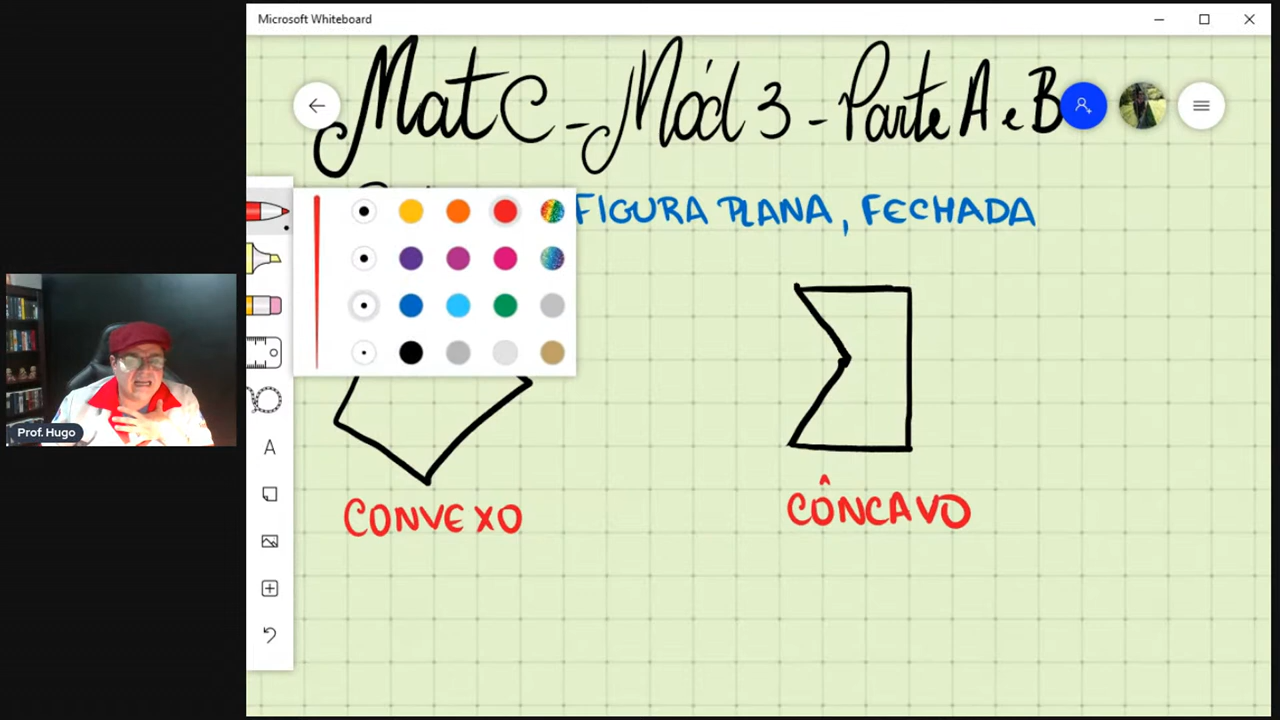 Microsoft Whiteboard
Mat C - Mód 3 - Parte A e B
FIGURA PLANA, FECHADA
A
Prof. Hugo
CONVEXO
CÔNCAVO